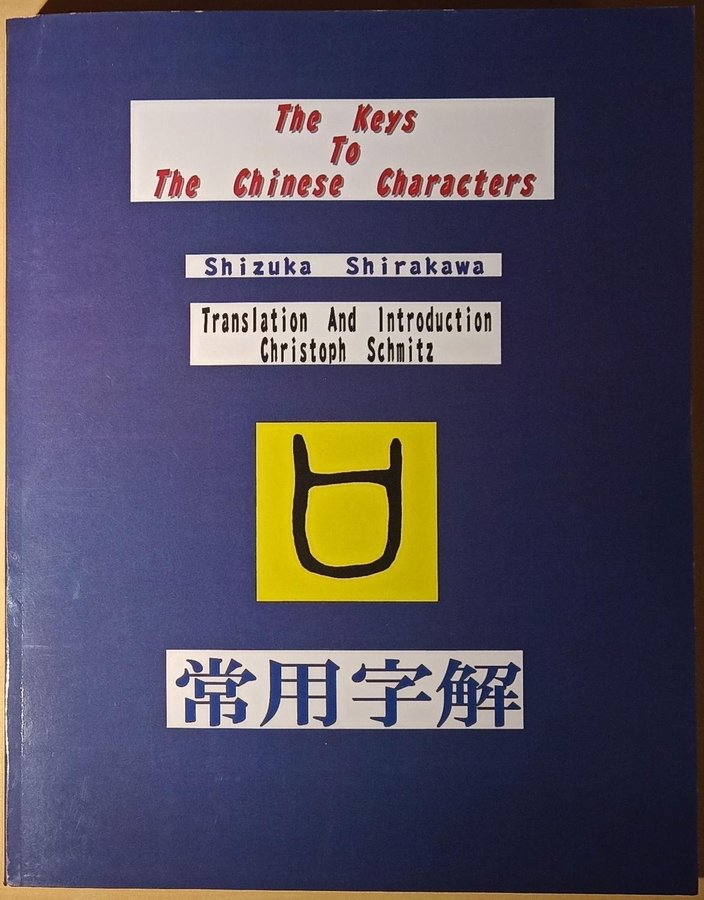 The Keys
To
The Chinese Characters
Shizuka Shirakawa
Translation And Introduction
Christoph Schmitz
常用字解